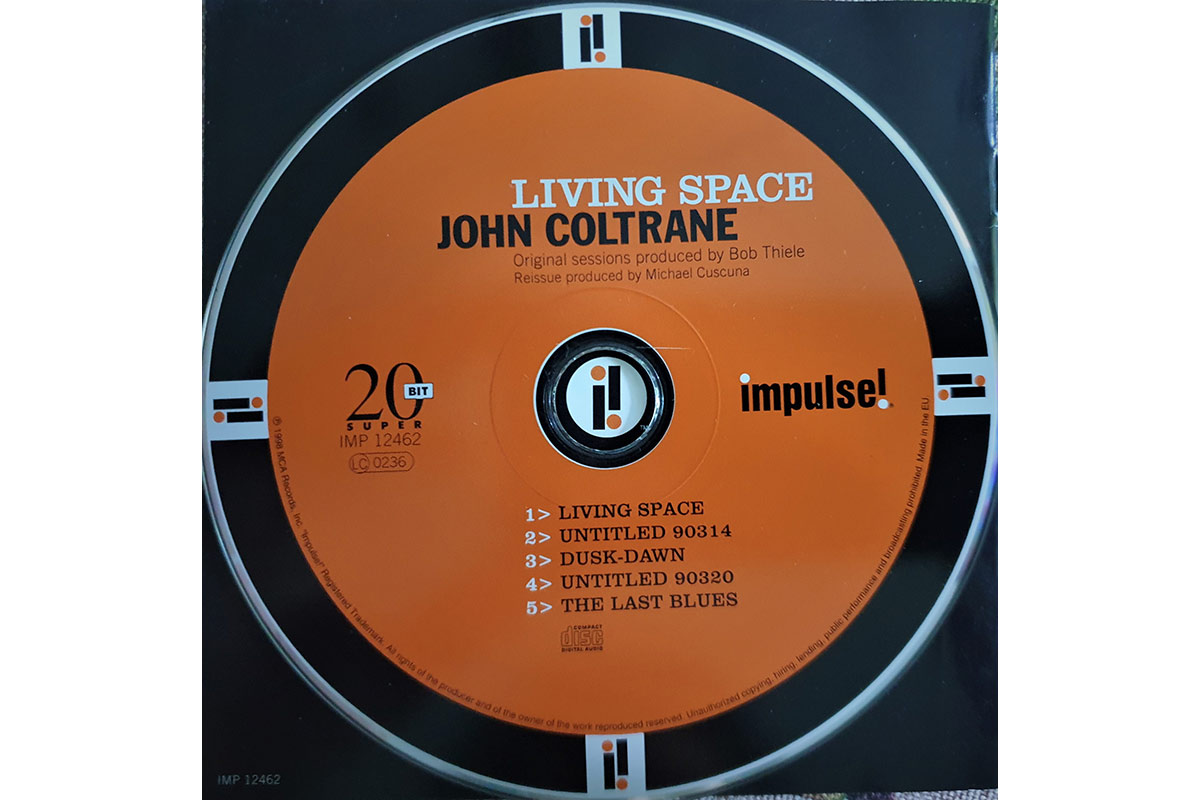 LIVING SPACE
JOHN COLTRANE
Original sessions produced by Bob Thiele
Reissue produced by Michael Cuscuna
20
BIT
SUPER
IMP 12462
LC 0236
impulse!
TM
1> LIVING SPACE
2> UNTITLED 90314
3> DUSK-DAWN
4> UNTITLED 90320
5> THE LAST BLUES
COMPACT
disc
DIGITAL AUDIO
℗ 1998 MCA Records, Inc. "Impulse!" Registered Trademark. All rights of the producer and of the owner of the work reproduced reserved. Unauthorized copying, hiring, lending, public performance and broadcasting prohibited. Made in the EU
IMP 12462